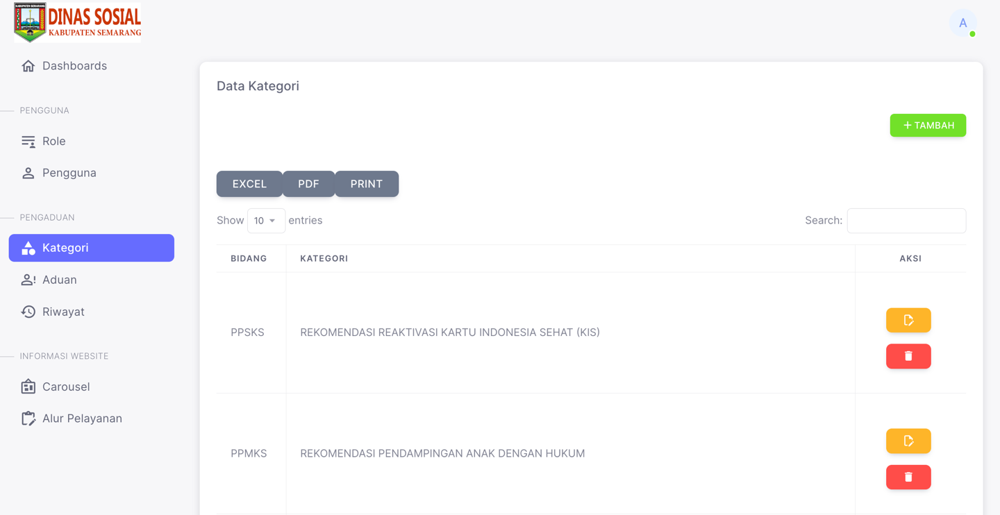 KABUPATEN SEMARANG
DINAS SOSIAL
KABUPATEN SEMARANG
A
Dashboards
PENGGUNA
Role
Pengguna
PENGADUAN
Kategori
Aduan
Riwayat
INFORMASI WEBSITE
Carousel
Alur Pelayanan
Data Kategori
+ TAMBAH
EXCEL PDF PRINT
Show 10 entries Search:
BIDANG KATEGORI AKSI
PPSKS REKOMENDASI REAKTIVASI KARTU INDONESIA SEHAT (KIS)
PPMKS REKOMENDASI PENDAMPINGAN ANAK DENGAN HUKUM